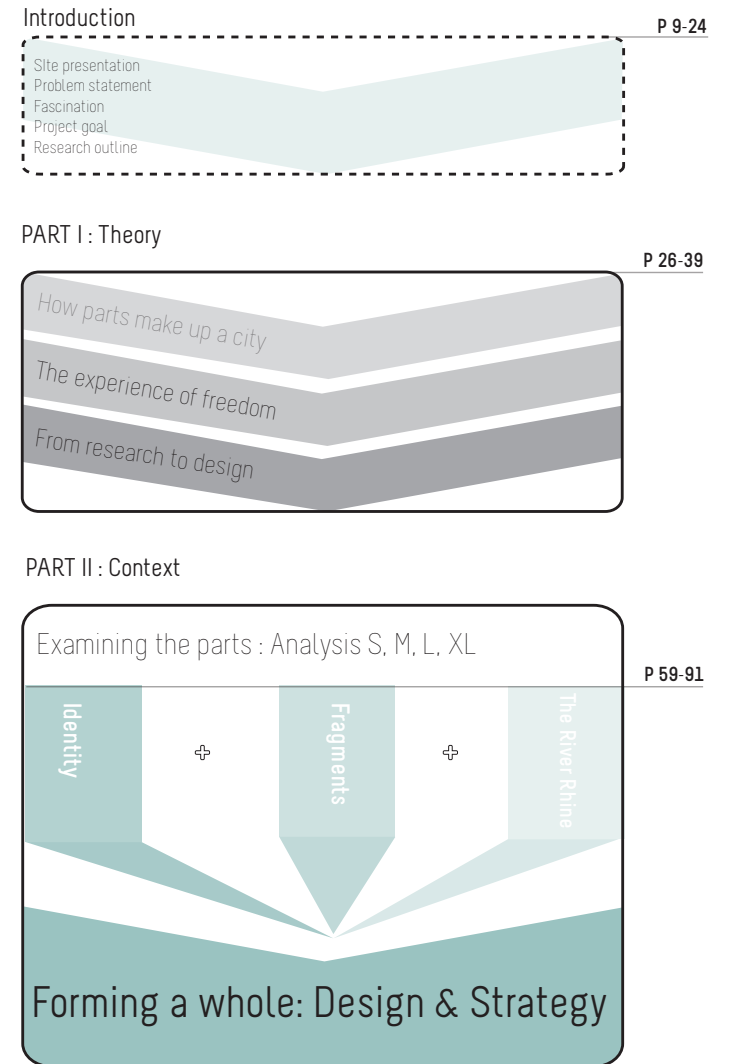 Introduction
P 9-24
SIte presentation
Problem statement
Fascination
Project goal
Research outline
PART I : Theory
P 26-39
How parts make up a city
The experience of freedom
From research to design
PART II : Context
Examining the parts : Analysis S, M, L, XL
P 59-91
Identity
Fragments
The River Rhine
Forming a whole: Design & Strategy